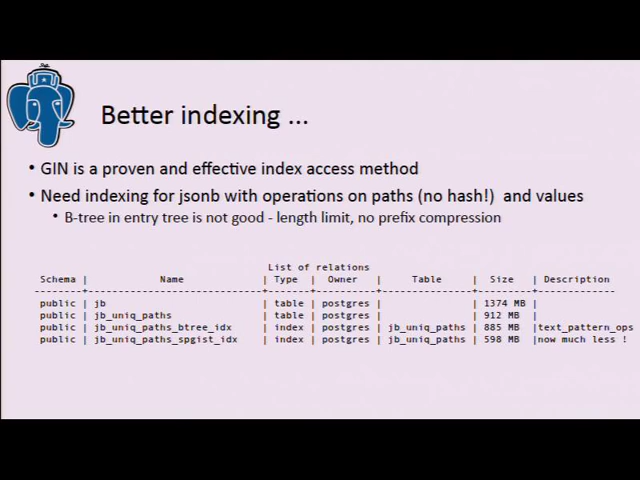 Better indexing ...
• GIN is a proven and effective index access method
• Need indexing for jsonb with operations on paths (no hash!) and values
• B-tree in entry tree is not good - length limit, no prefix compression
List of relations
Schema | Name | Type | Owner | Table | Size | Description
--------+-----------------------------+-------+----------+---------------+---------+-------------
public | jb | table | postgres | | 1374 MB |
public | jb_uniq_paths | table | postgres | | 912 MB |
public | jb_uniq_paths_btree_idx | index | postgres | jb_uniq_paths | 885 MB |text_pattern_ops
public | jb_uniq_paths_spgist_idx | index | postgres | jb_uniq_paths | 598 MB |now much less !